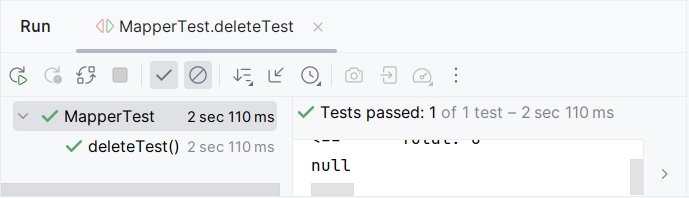 Run
MapperTest.deleteTest
MapperTest 2 sec 110 ms
deleteTest() 2 sec 110 ms
Tests passed: 1 of 1 test – 2 sec 110 ms
null